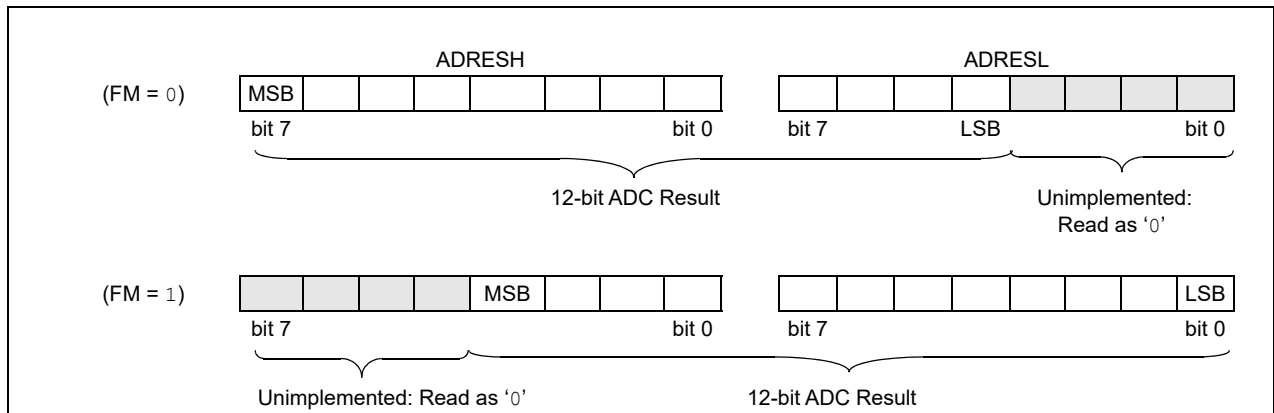 ADRESH ADRESL
(FM = 0) MSB
bit 7 bit 0 bit 7 LSB bit 0
12-bit ADC Result Unimplemented:
Read as ‘0’
(FM = 1) MSB LSB
bit 7 bit 0 bit 7 bit 0
Unimplemented: Read as ‘0’ 12-bit ADC Result